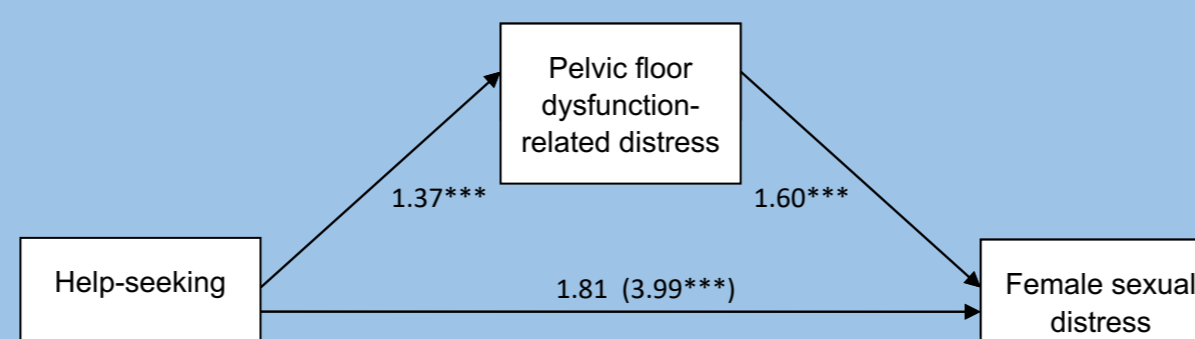 Pelvic floor
dysfunction-
related distress
1.37***
1.60***
Help-seeking
1.81 (3.99***)
Female sexual
distress